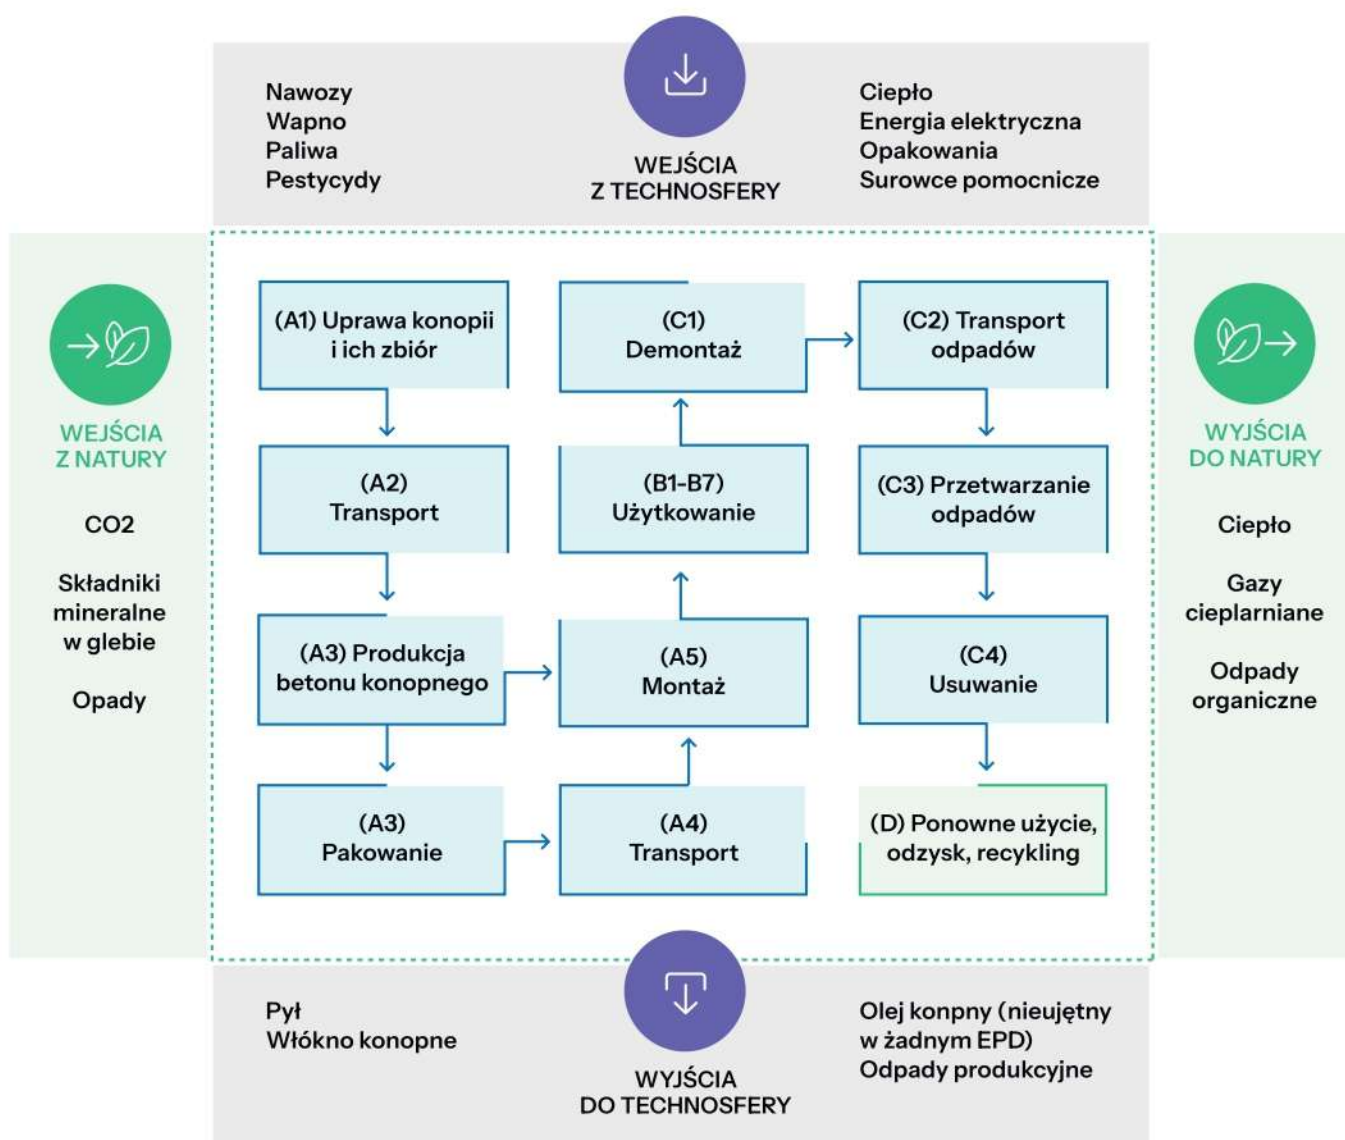 Nawozy
Wapno
Paliwa
Pestycydy
WEJŚCIA
Z TECHNOSFERY
Ciepło
Energia elektryczna
Opakowania
Surowce pomocnicze
WEJŚCIA
Z NATURY
CO2
Składniki
mineralne
w glebie
Opady
(A1) Uprawa konopii
i ich zbiór
(A2)
Transport
(A3) Produkcja
betonu konopnego
(A3)
Pakowanie
(A4)
Transport
(A5)
Montaż
(B1-B7)
Użytkowanie
(C1)
Demontaż
(C2) Transport
odpadów
(C3) Przetwarzanie
odpadów
(C4)
Usuwanie
(D) Ponowne użycie,
odzysk, recykling
WYJŚCIA
DO NATURY
Ciepło
Gazy
cieplarniane
Odpady
organiczne
Pył
Włókno konopne
WYJŚCIA
DO TECHNOSFERY
Olej konpny (nieujętny
w żadnym EPD)
Odpady produkcyjne